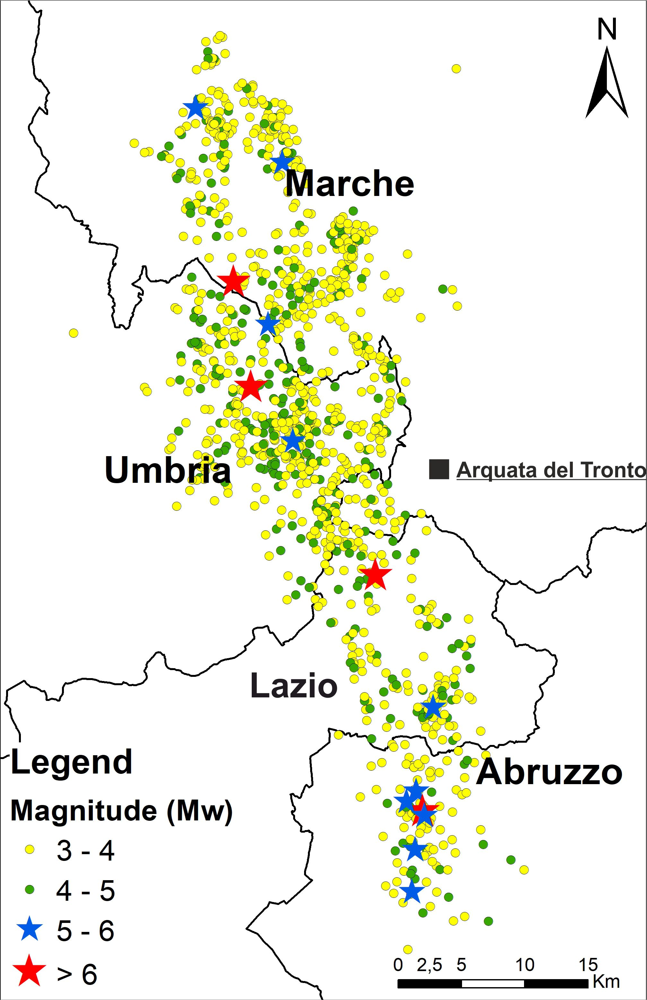 N
Marche
Arquata del Tronto
Umbria
Lazio
Abruzzo
Legend
Magnitude (Mw)
3 - 4
4 - 5
5 - 6
> 6
0 2,5 5 10 15
Km